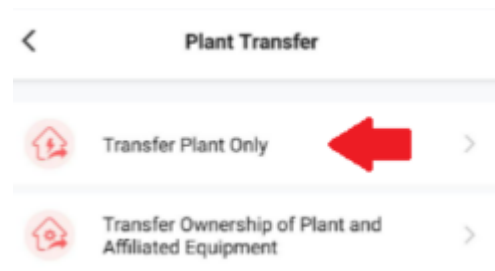 Plant Transfer
Transfer Plant Only
Transfer Ownership of Plant and
Affiliated Equipment